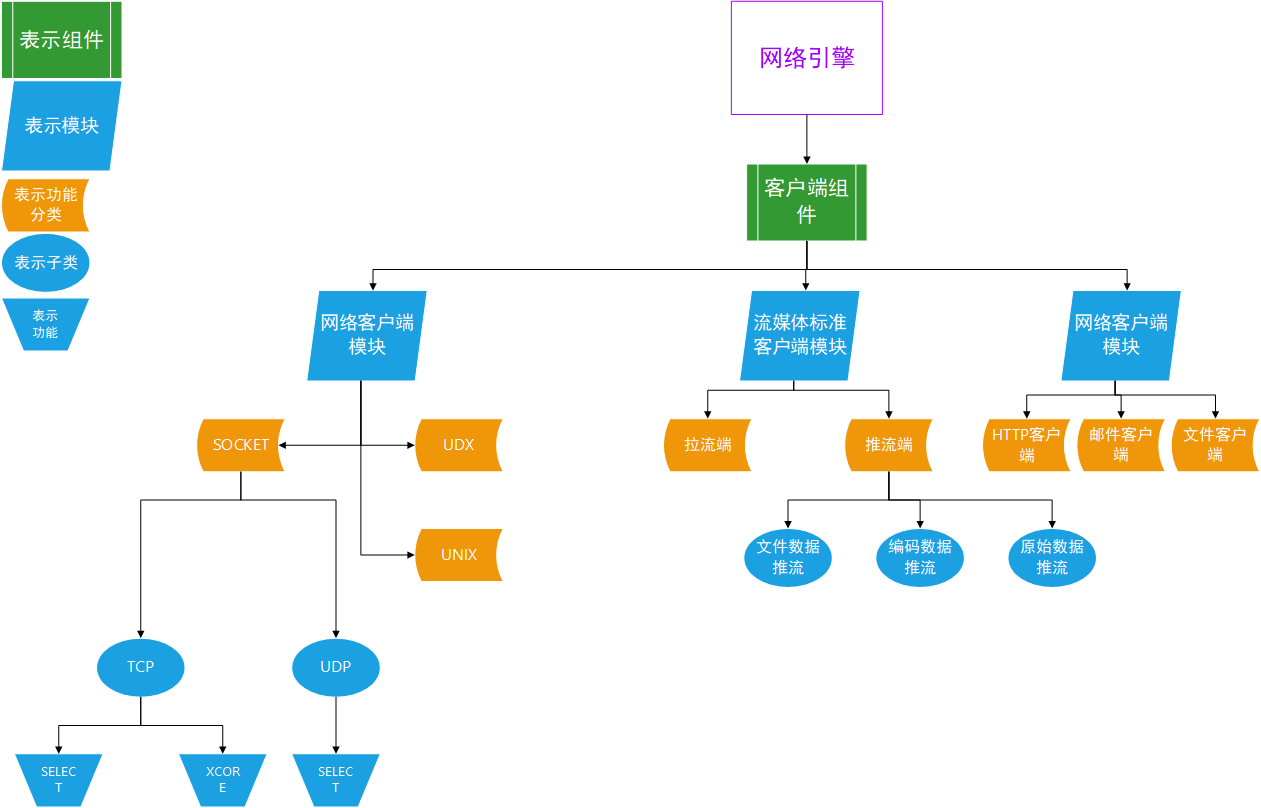 表示组件
表示模块
表示功能
分类
表示子类
表示
功能
网络引擎
客户端组
件
网络客户端
模块
流媒体标准
客户端模块
网络客户端
模块
SOCKET
UDX
UNIX
拉流端
推流端
HTTP客户
端
邮件客户
端
文件客户
端
文件数据
推流
编码数据
推流
原始数据
推流
TCP
UDP
SELEC
T
XCOR
E
SELEC
T